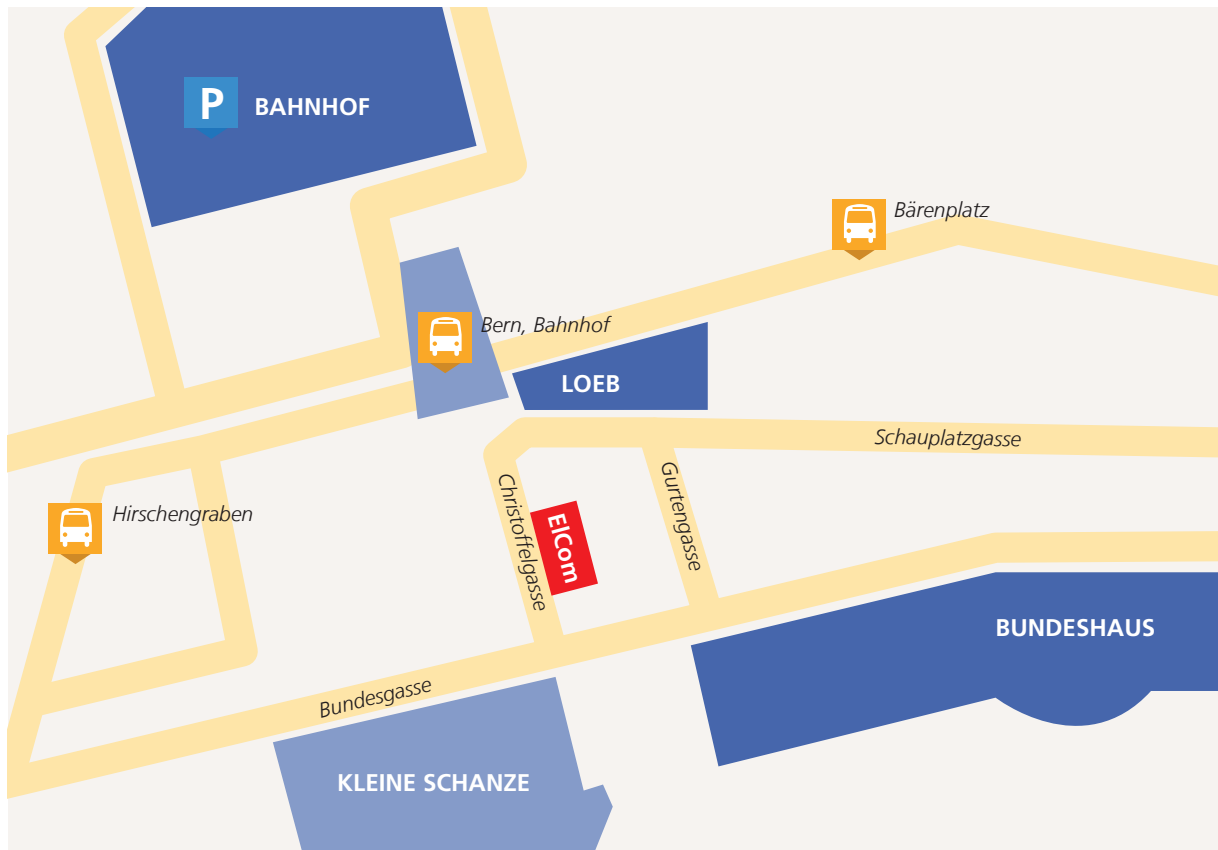 P
BAHNHOF
Bärenplatz
Bern, Bahnhof
LOEB
Schauplatzgasse
Christoffelgasse
Gurtengasse
Hirschengraben
ElCom
BUNDESHAUS
Bundesgasse
KLEINE SCHANZE